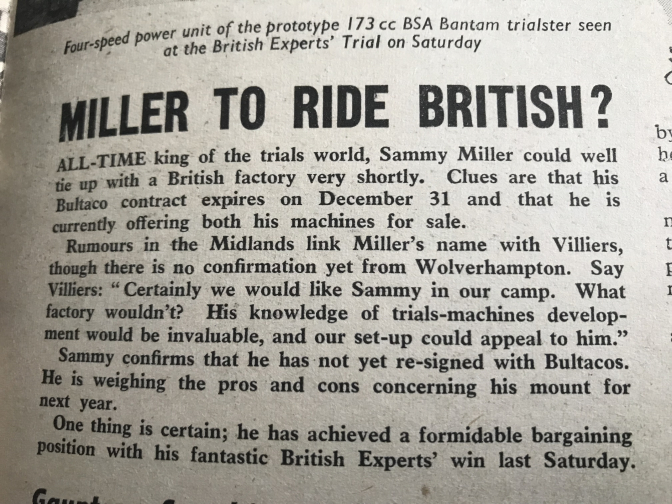 Four-speed power unit of the prototype 173 cc BSA Bantam trialster seen
at the British Experts' Trial on Saturday
MILLER TO RIDE BRITISH?
ALL-TIME king of the trials world, Sammy Miller could well
tie up with a British factory very shortly. Clues are that his
Bultaco contract expires on December 31 and that he is
currently offering both his machines for sale.
Rumours in the Midlands link Miller's name with Villiers,
though there is no confirmation yet from Wolverhampton. Say
Villiers: "Certainly we would like Sammy in our camp. What
factory wouldn't? His knowledge of trials-machines develop-
ment would be invaluable, and our set-up could appeal to him."
Sammy confirms that he has not yet re-signed with Bultacos.
He is weighing the pros and cons concerning his mount for
next year.
One thing is certain; he has achieved a formidable bargaining
position with his fantastic British Experts' win last Saturday.